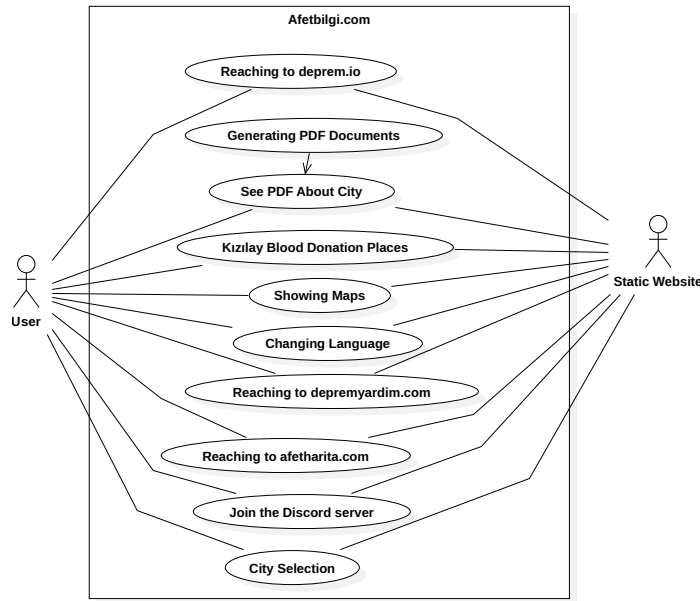 Afetbilgi.com
Reaching to deprem.io
Generating PDF Documents
See PDF About City
Kızılay Blood Donation Places
Showing Maps
Changing Language
Reaching to depremyardim.com
Reaching to afetharita.com
Join the Discord server
City Selection
User
Static Website